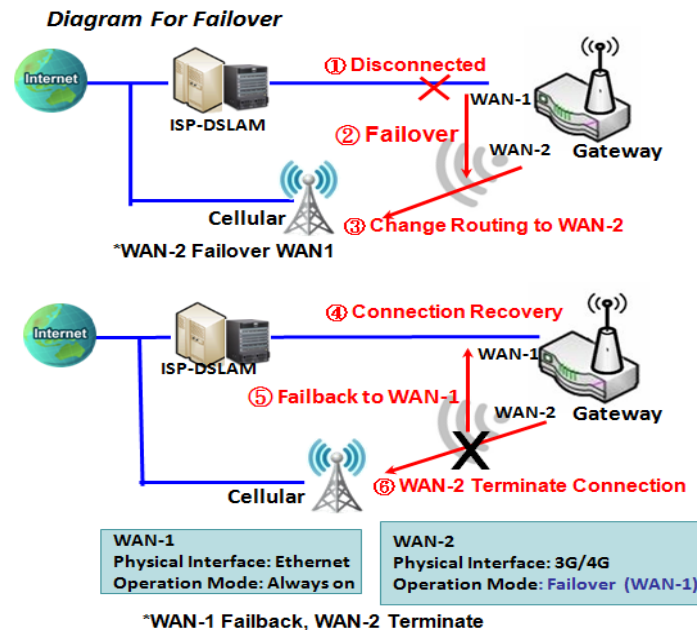 Diagram For Failover
Internet
ISP-DSLAM
① Disconnected
WAN-1
② Failover
WAN-2
Gateway
Cellular
③ Change Routing to WAN-2
*WAN-2 Failover WAN1
Internet
ISP-DSLAM
④ Connection Recovery
WAN-1
⑤ Failback to WAN-1
WAN-2
Gateway
Cellular
⑥ WAN-2 Terminate Connection
WAN-1
Physical Interface: Ethernet
Operation Mode: Always on
WAN-2
Physical Interface: 3G/4G
Operation Mode: Failover (WAN-1)
*WAN-1 Failback, WAN-2 Terminate